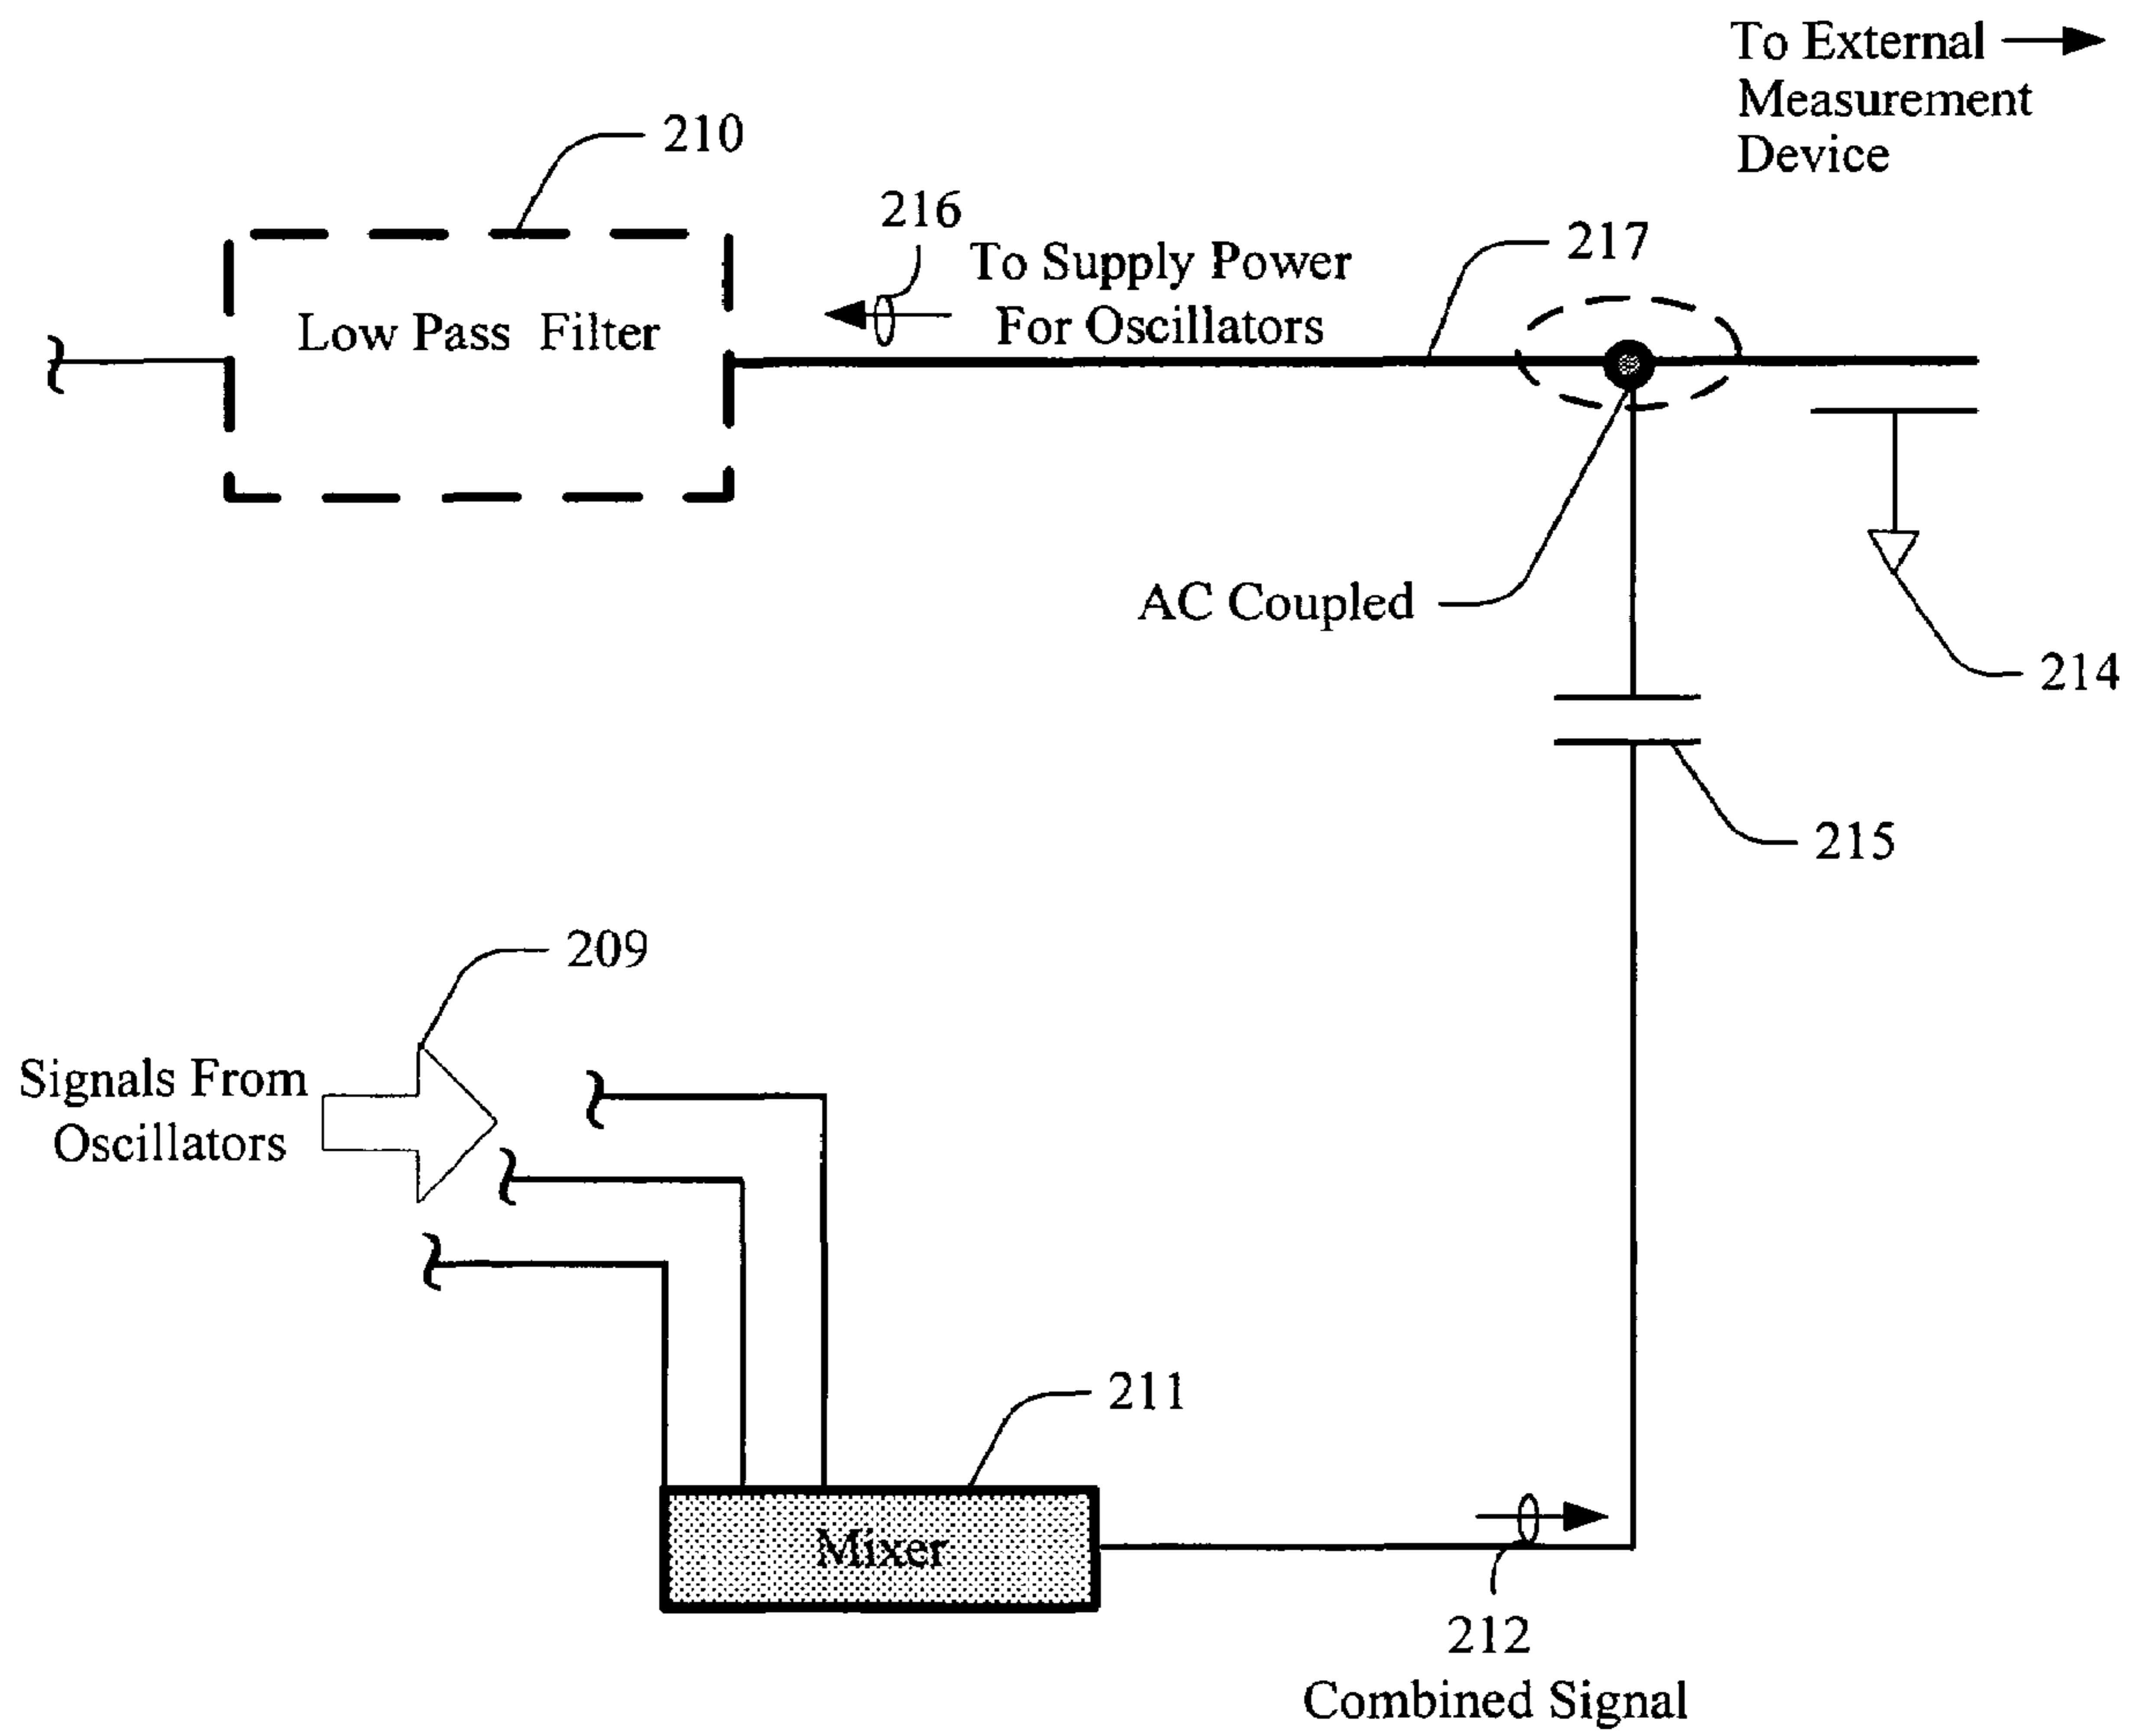 To External
Measurement
Device
210
216
To Supply Power
For Oscillators
217
Low Pass Filter
AC Coupled
214
215
209
Signals From
Oscillators
211
Mixer
212
Combined Signal